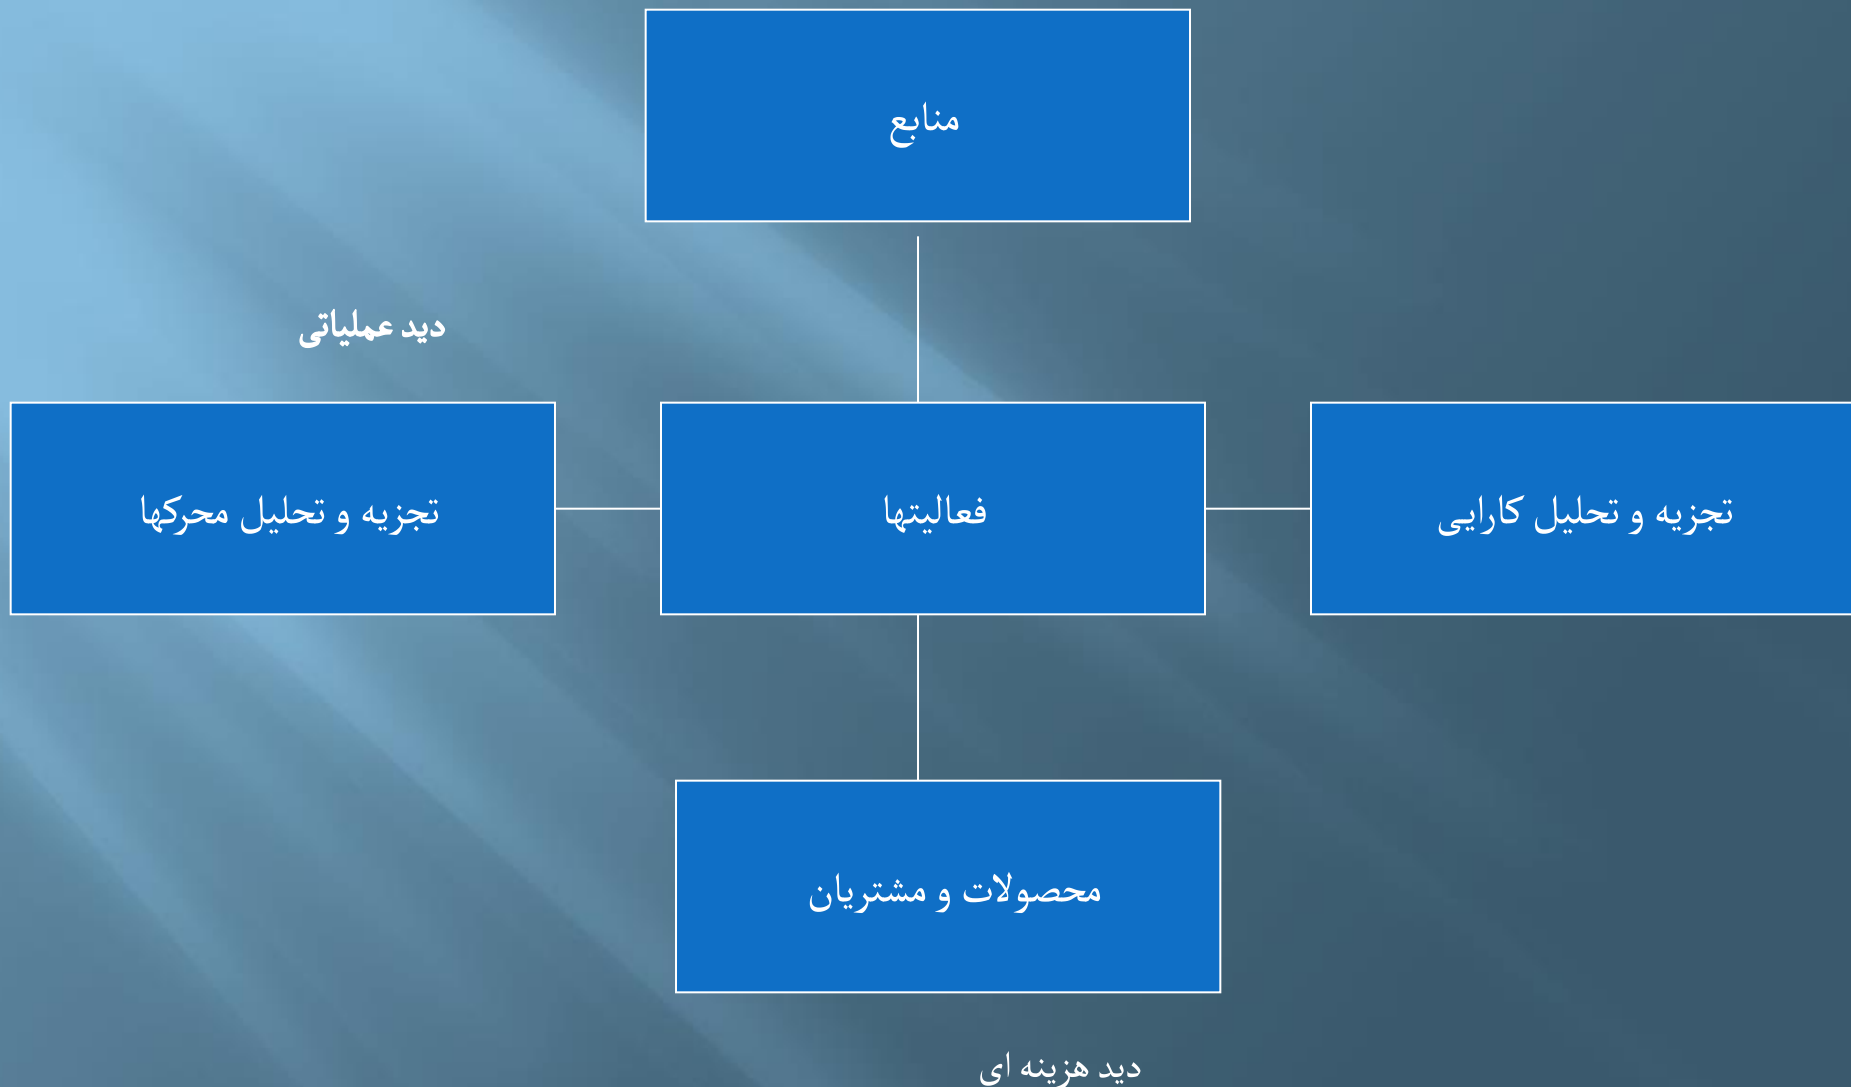 منابع
دید عملیاتی
تجزیه و تحلیل کارایی
فعالیتها
تجزیه و تحلیل محرکها
محصولات و مشتریان
دید هزینه ای